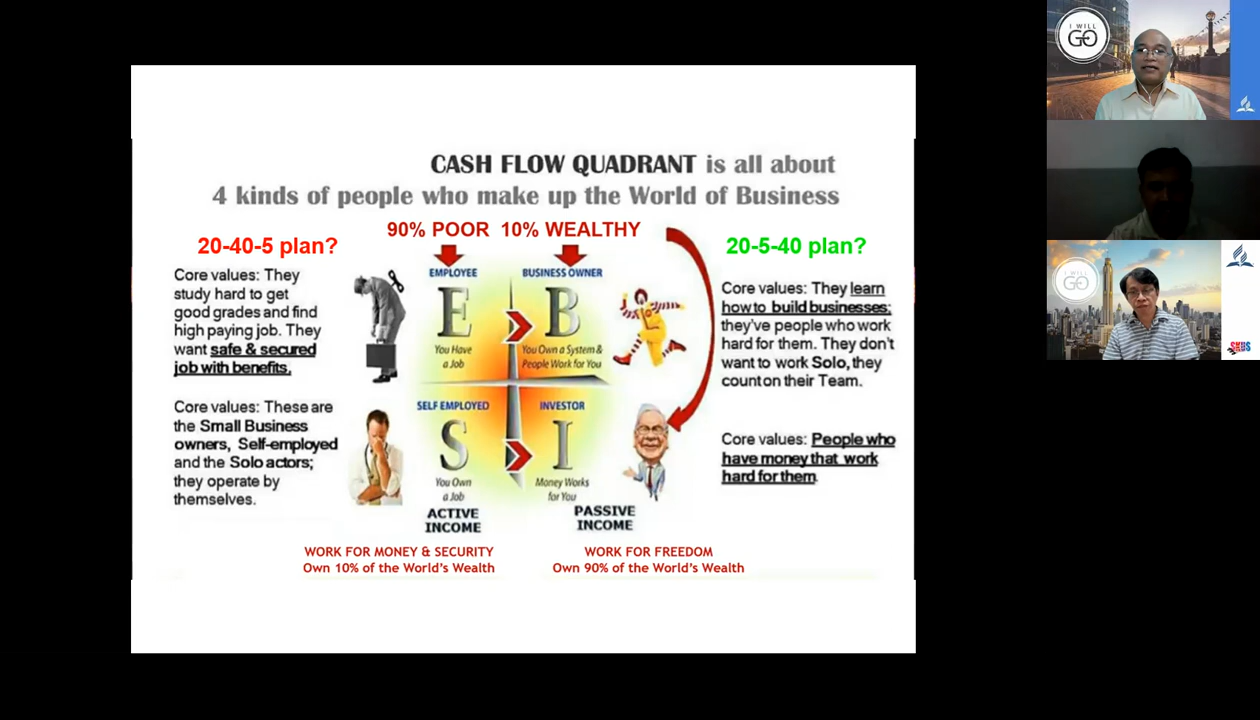 CASH FLOW QUADRANT is all about
4 kinds of people who make up the World of Business
90% POOR 10% WEALTHY
20-40-5 plan?
20-5-40 plan?
Core values: They
study hard to get
good grades and find
high paying job. They
want safe & secured
job with benefits.
EMPLOYEE
E
You Have
a Job
BUSINESS OWNER
B
You Own a System &
People Work for You
Core values: They learn
how to build businesses;
they've people who work
hard for them. They don't
want to work Solo, they
count on their Team.
Core values: These are
the Small Business
owners, Self-employed
and the Solo actors;
they operate by
themselves.
SELF EMPLOYED
S
You Own
a Job
INVESTOR
I
Money Works
for You
Core values: People who
have money that work
hard for them.
ACTIVE
INCOME
PASSIVE
INCOME
WORK FOR MONEY & SECURITY
Own 10% of the World's Wealth
WORK FOR FREEDOM
Own 90% of the World's Wealth
I WILL
GO
I WILL
GO